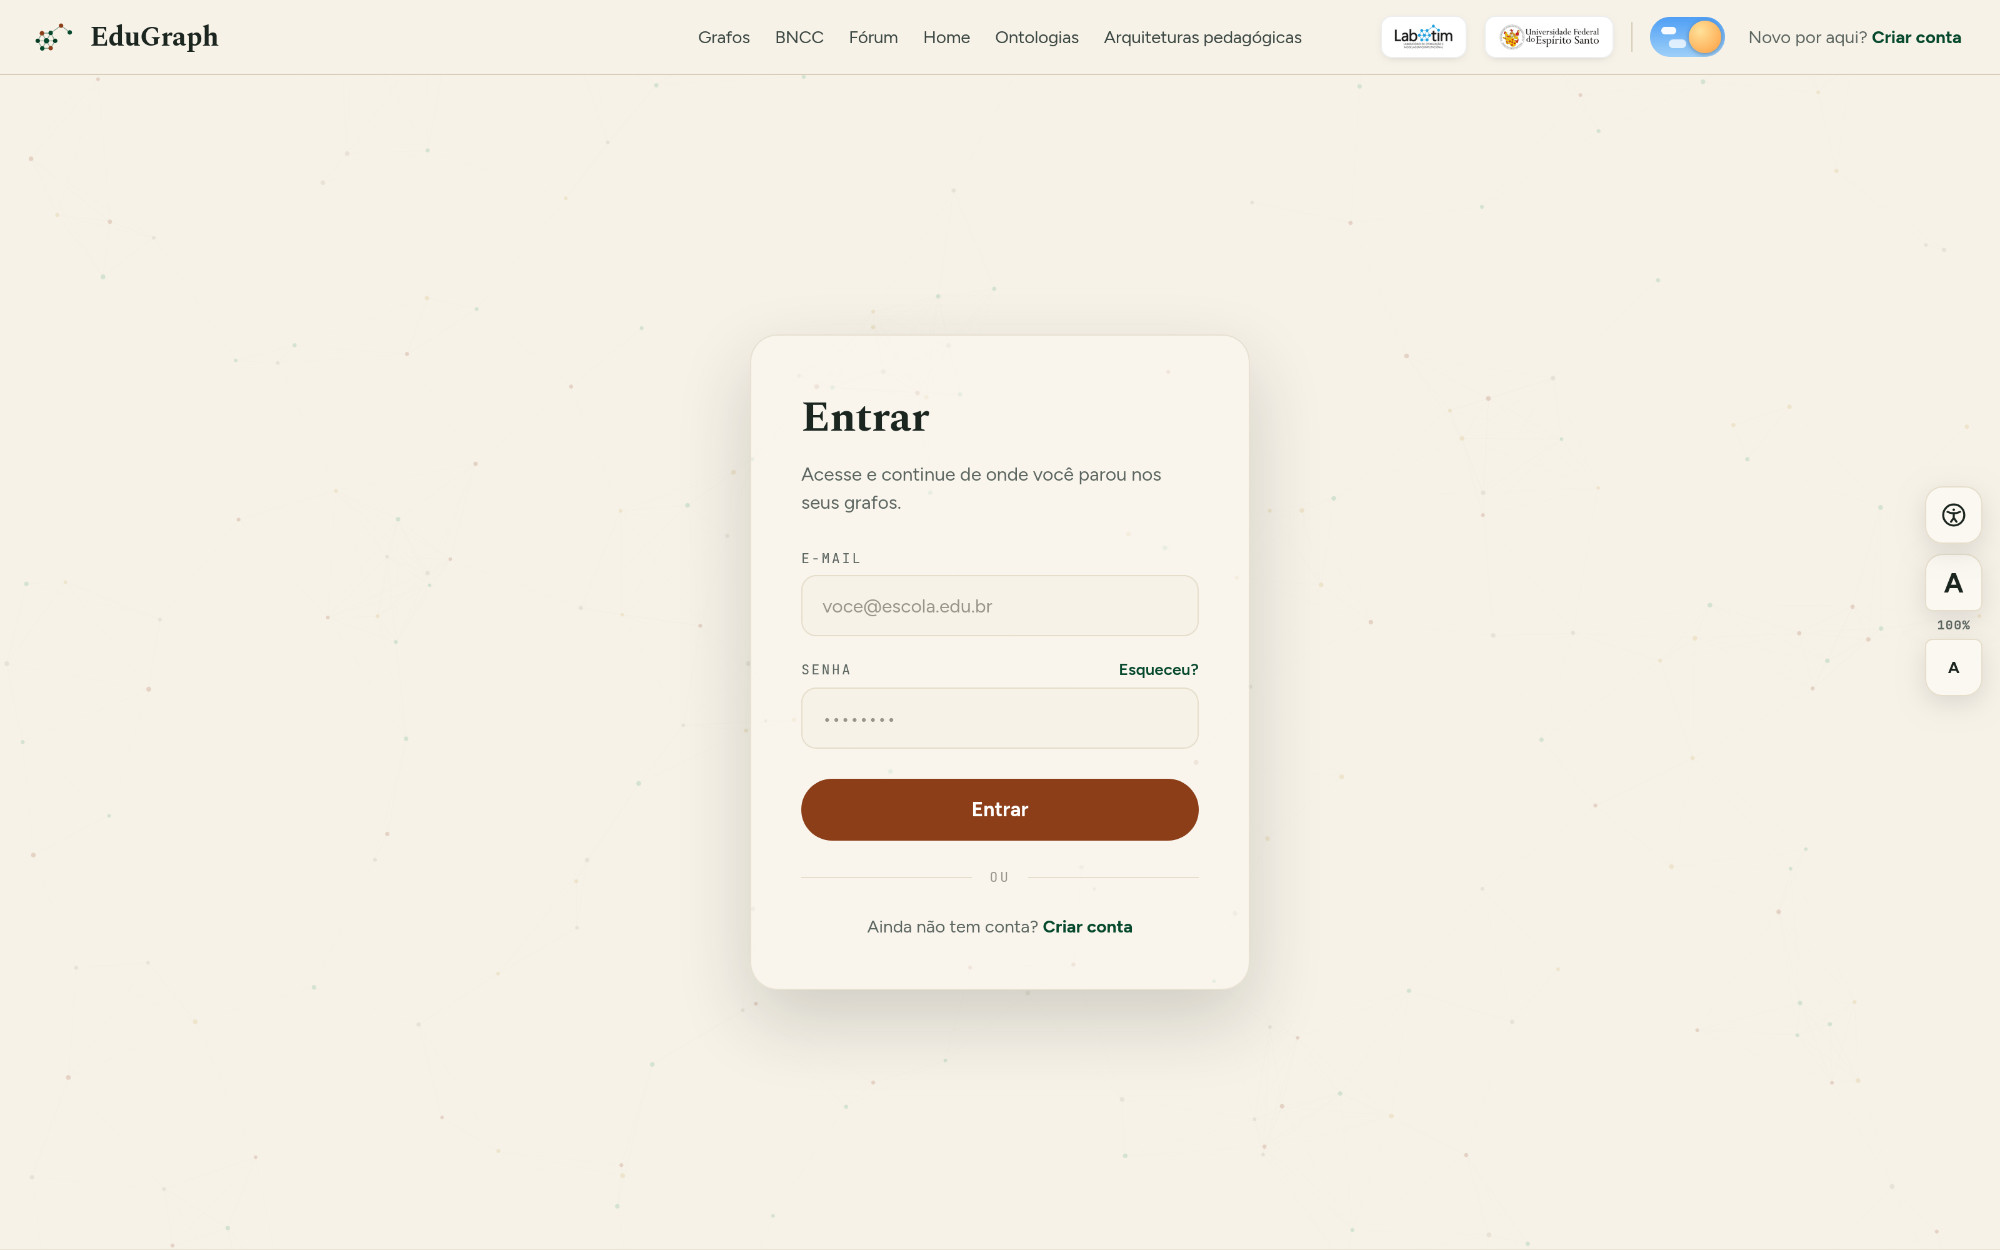 EduGraph
Grafos BNCC Fórum Home Ontologias Arquiteturas pedagógicas
Labtim
Universidade Federal
do Espírito Santo
Novo por aqui? Criar conta
Entrar
Acesse e continue de onde você parou nos
seus grafos.
E-MAIL
voce@escola.edu.br
SENHA Esqueceu?
Entrar
OU
Ainda não tem conta? Criar conta
A
100%
A